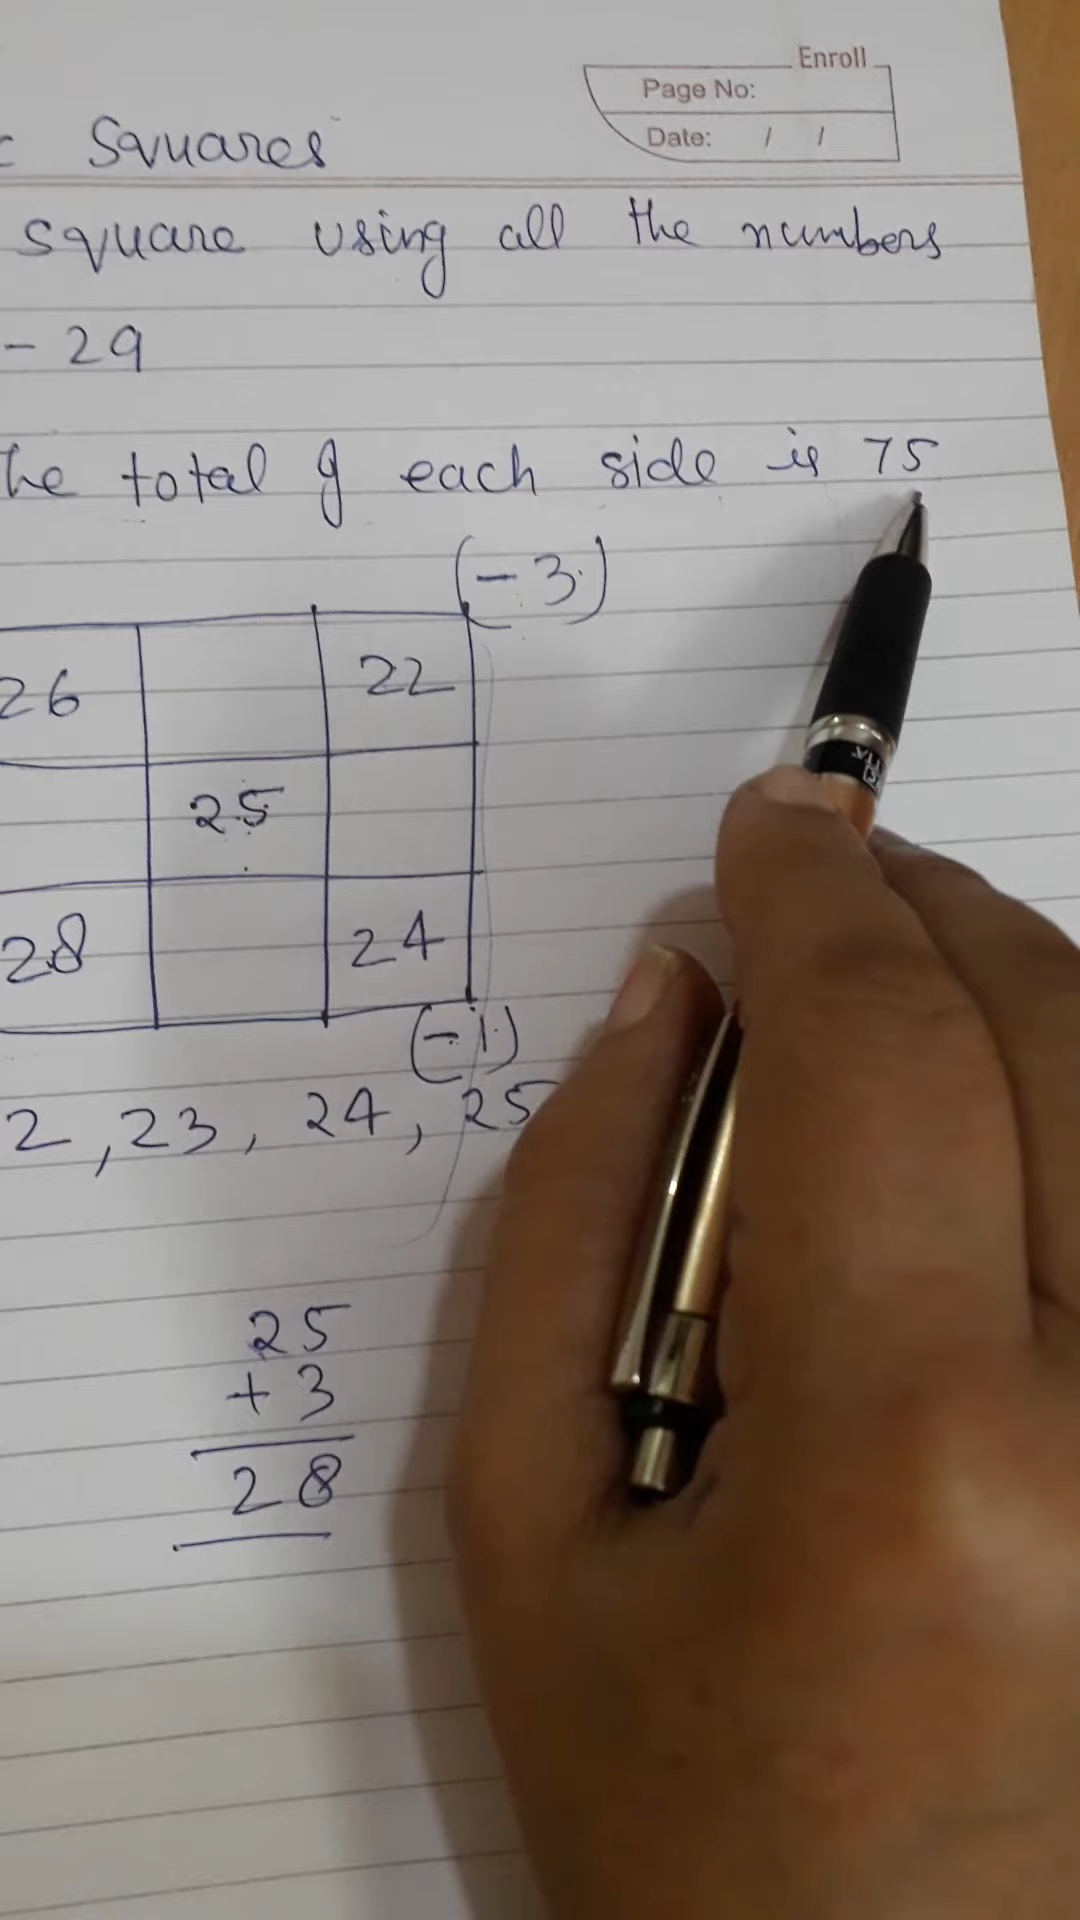 Enroll
Page No:
Date: / /
Squares
square using all the numbers
- 29
he total of each side is 75
(-3)
26 22
25
28 24
(-1)
2, 23, 24, 25
25
+ 3
28